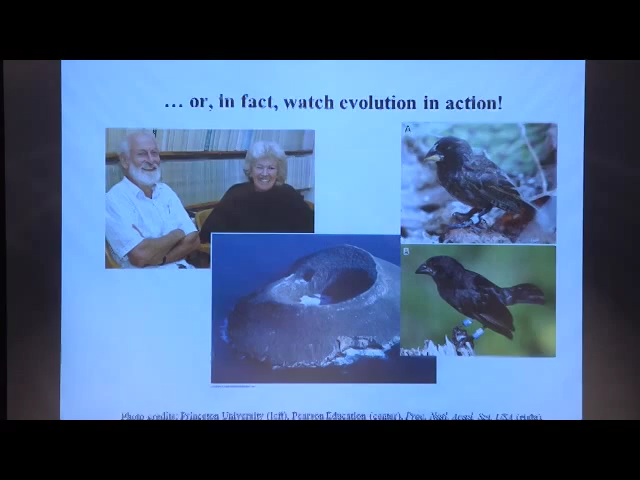 … or, in fact, watch evolution in action!
A
B
Photo credits: Princeton University (left), Pearson Education (center), Proc. Natl. Acad. Sci. USA (right)